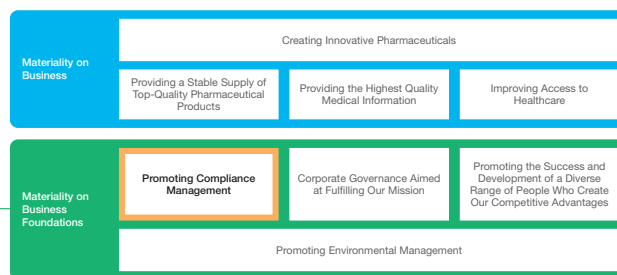 Materiality on
Business
Creating Innovative Pharmaceuticals
Providing a Stable Supply of
Top-Quality Pharmaceutical
Products
Providing the Highest Quality
Medical Information
Improving Access to
Healthcare
Materiality on
Business
Foundations
Promoting Compliance
Management
Corporate Governance Aimed
at Fulfilling Our Mission
Promoting the Success and
Development of a Diverse
Range of People Who Create
Our Competitive Advantages
Promoting Environmental Management